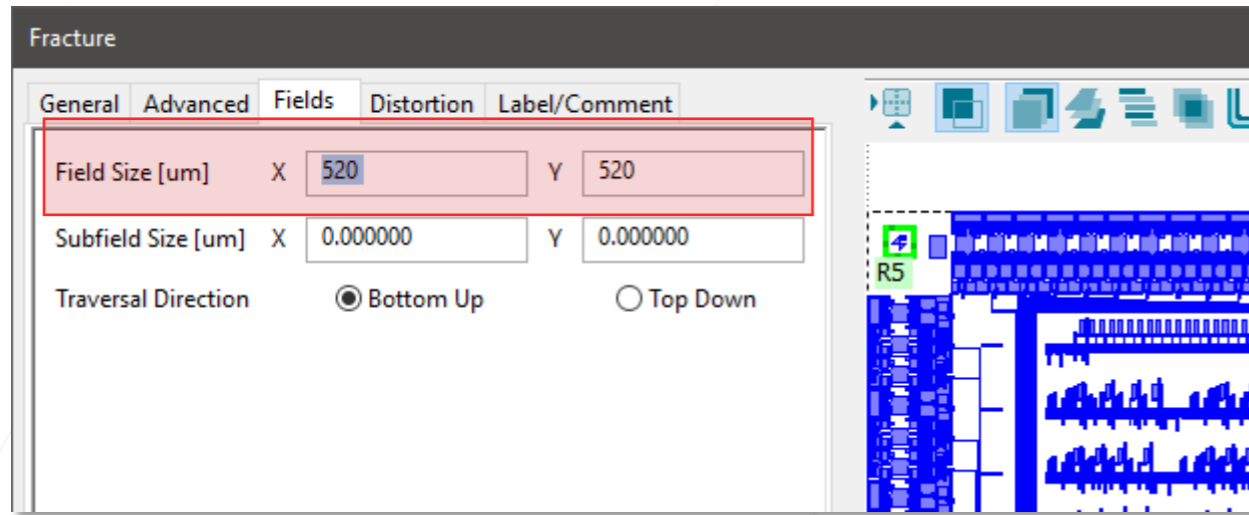 Fracture
General Advanced Fields Distortion Label/Comment
Field Size [um] X 520 Y 520
Subfield Size [um] X 0.000000 Y 0.000000
Traversal Direction Bottom Up Top Down
R5